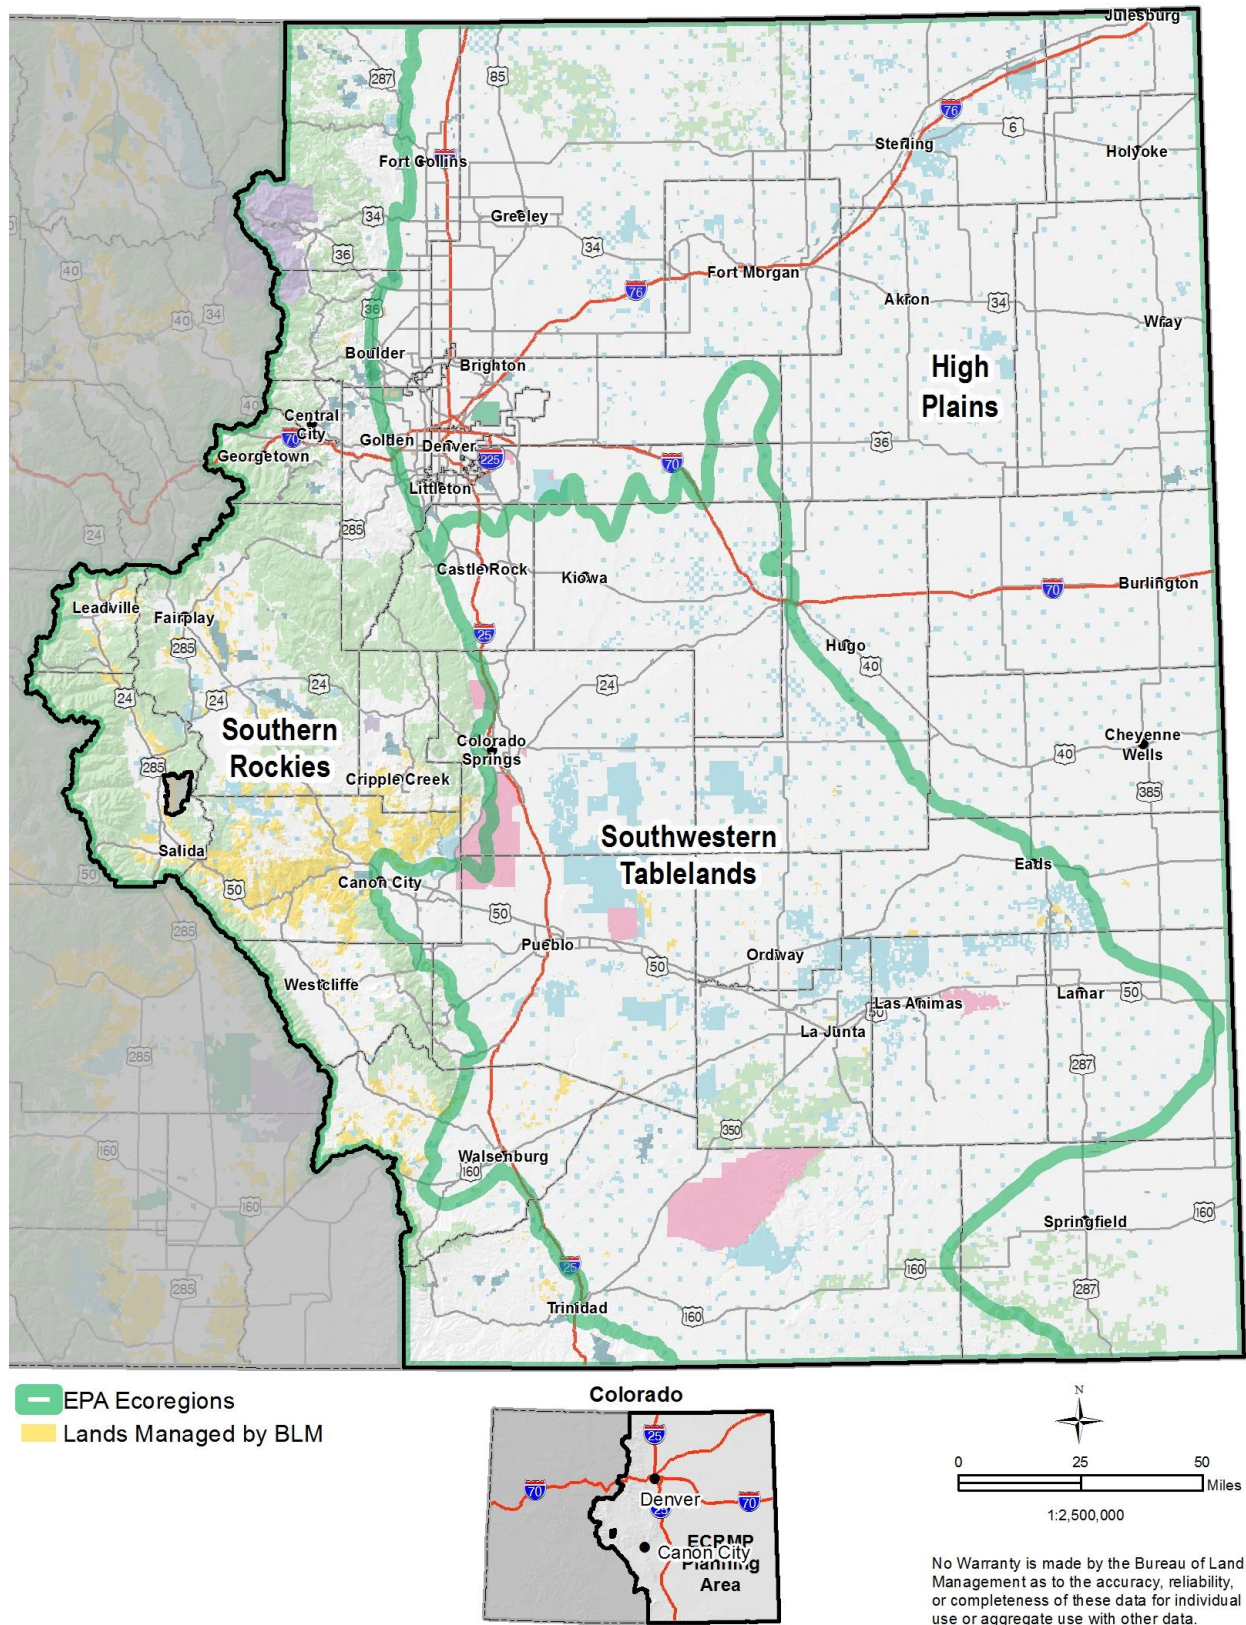 Julesburg
287
85
76
Sterling
6
Holyoke
Fort Collins
34
Greeley
34
36
40
Fort Morgan
76
Akron
34
Wray
40
34
36
Boulder
Brighton
High
Plains
40
Central
City
70
Georgetown
Golden
Denver
225
Littleton
70
36
24
285
Castle Rock
Kiowa
70
Burlington
Leadville
Fairplay
285
25
Hugo
40
24
24
24
24
Southern
Rockies
Colorado
Springs
Cheyenne
Wells
40
285
Cripple Creek
385
Salida
50
50
Canon City
Southwestern
Tablelands
Eads
50
285
Pueblo
50
Ordway
Westcliffe
Las Animas
50
Lamar
50
La Junta
285
287
350
160
Walsenburg
160
160
Springfield
160
25
160
285
287
Trinidad
160
EPA Ecoregions
Lands Managed by BLM
Colorado
25
70
Denver
25
70
ECRMP
Canon City
Planning
Area
N
0 25 50
Miles
1:2,500,000
No Warranty is made by the Bureau of Land
Management as to the accuracy, reliability,
or completeness of these data for individual
use or aggregate use with other data.